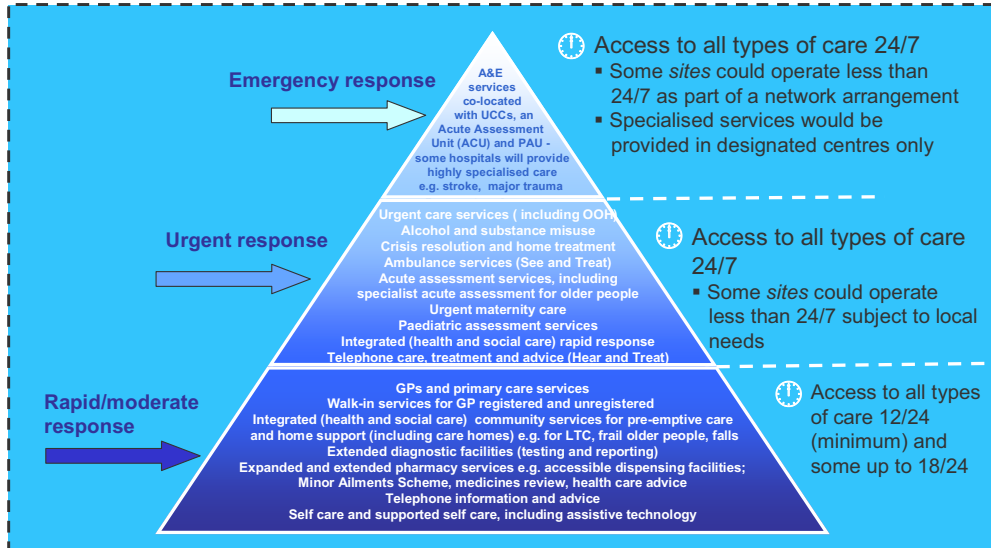 Emergency response
A&E
services
co-located
with UCCs, an
Acute Assessment
Unit (ACU) and PAU -
some hospitals will provide
highly specialised care
e.g. stroke, major trauma
Access to all types of care 24/7
▪ Some sites could operate less than
24/7 as part of a network arrangement
▪ Specialised services would be
provided in designated centres only
Urgent response
Urgent care services ( including OOH)
Alcohol and substance misuse
Crisis resolution and home treatment
Ambulance services (See and Treat)
Acute assessment services, including
specialist acute assessment for older people
Urgent maternity care
Paediatric assessment services
Integrated (health and social care) rapid response
Telephone care, treatment and advice (Hear and Treat)
Access to all types of care
24/7
▪ Some sites could operate
less than 24/7 subject to local
needs
Rapid/moderate
response
GPs and primary care services
Walk-in services for GP registered and unregistered
Integrated (health and social care) community services for pre-emptive care
and home support (including care homes) e.g. for LTC, frail older people, falls
Extended diagnostic facilities (testing and reporting)
Expanded and extended pharmacy services e.g. accessible dispensing facilities;
Minor Ailments Scheme, medicines review, health care advice
Telephone information and advice
Self care and supported self care, including assistive technology
Access to all types
of care 12/24
(minimum) and
some up to 18/24